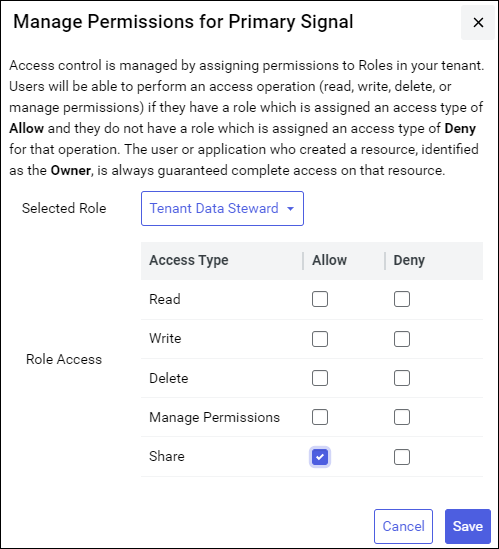 Manage Permissions for Primary Signal
Access control is managed by assigning permissions to Roles in your tenant.
Users will be able to perform an access operation (read, write, delete, or
manage permissions) if they have a role which is assigned an access type of
Allow and they do not have a role which is assigned an access type of Deny
for that operation. The user or application who created a resource, identified
as the Owner, is always guaranteed complete access on that resource.
Selected Role Tenant Data Steward
Access Type Allow Deny
Read
Write
Role Access
Delete
Manage Permissions
Share
Cancel Save